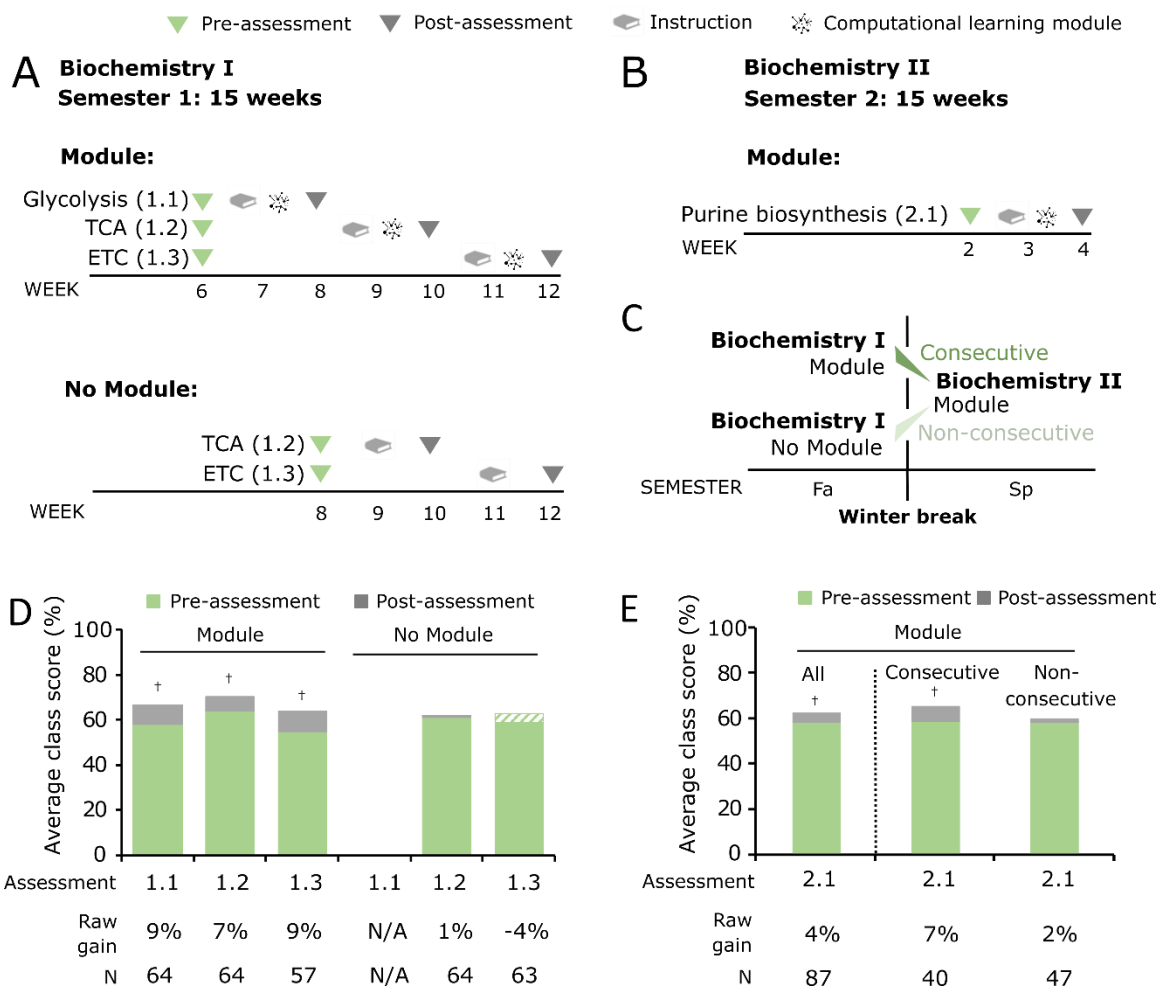 Pre-assessment Post-assessment Instruction Computational learning module
A Biochemistry I
Semester 1: 15 weeks
Module:
Glycolysis (1.1)
TCA (1.2)
ETC (1.3)
WEEK 6 7 8 9 10 11 12
No Module:
TCA (1.2)
ETC (1.3)
WEEK 8 9 10 11 12
B Biochemistry II
Semester 2: 15 weeks
Module:
Purine biosynthesis (2.1)
WEEK 2 3 4
C
Biochemistry I
Module
Consecutive
Biochemistry II
Module
Biochemistry I
No Module
Non-consecutive
SEMESTER Fa Sp
Winter break
D
Pre-assessment Post-assessment
Average class score (%)
Module No Module
100
80
60
40
20
0
† † †
Assessment 1.1 1.2 1.3 1.1 1.2 1.3
Raw
gain 9% 7% 9% N/A 1% -4%
N 64 64 57 N/A 64 63
E
Pre-assessment Post-assessment
Average class score (%)
Module
100
80
60
40
20
0
All Consecutive Non-
consecutive
† †
Assessment 2.1 2.1 2.1
Raw
gain 4% 7% 2%
N 87 40 47